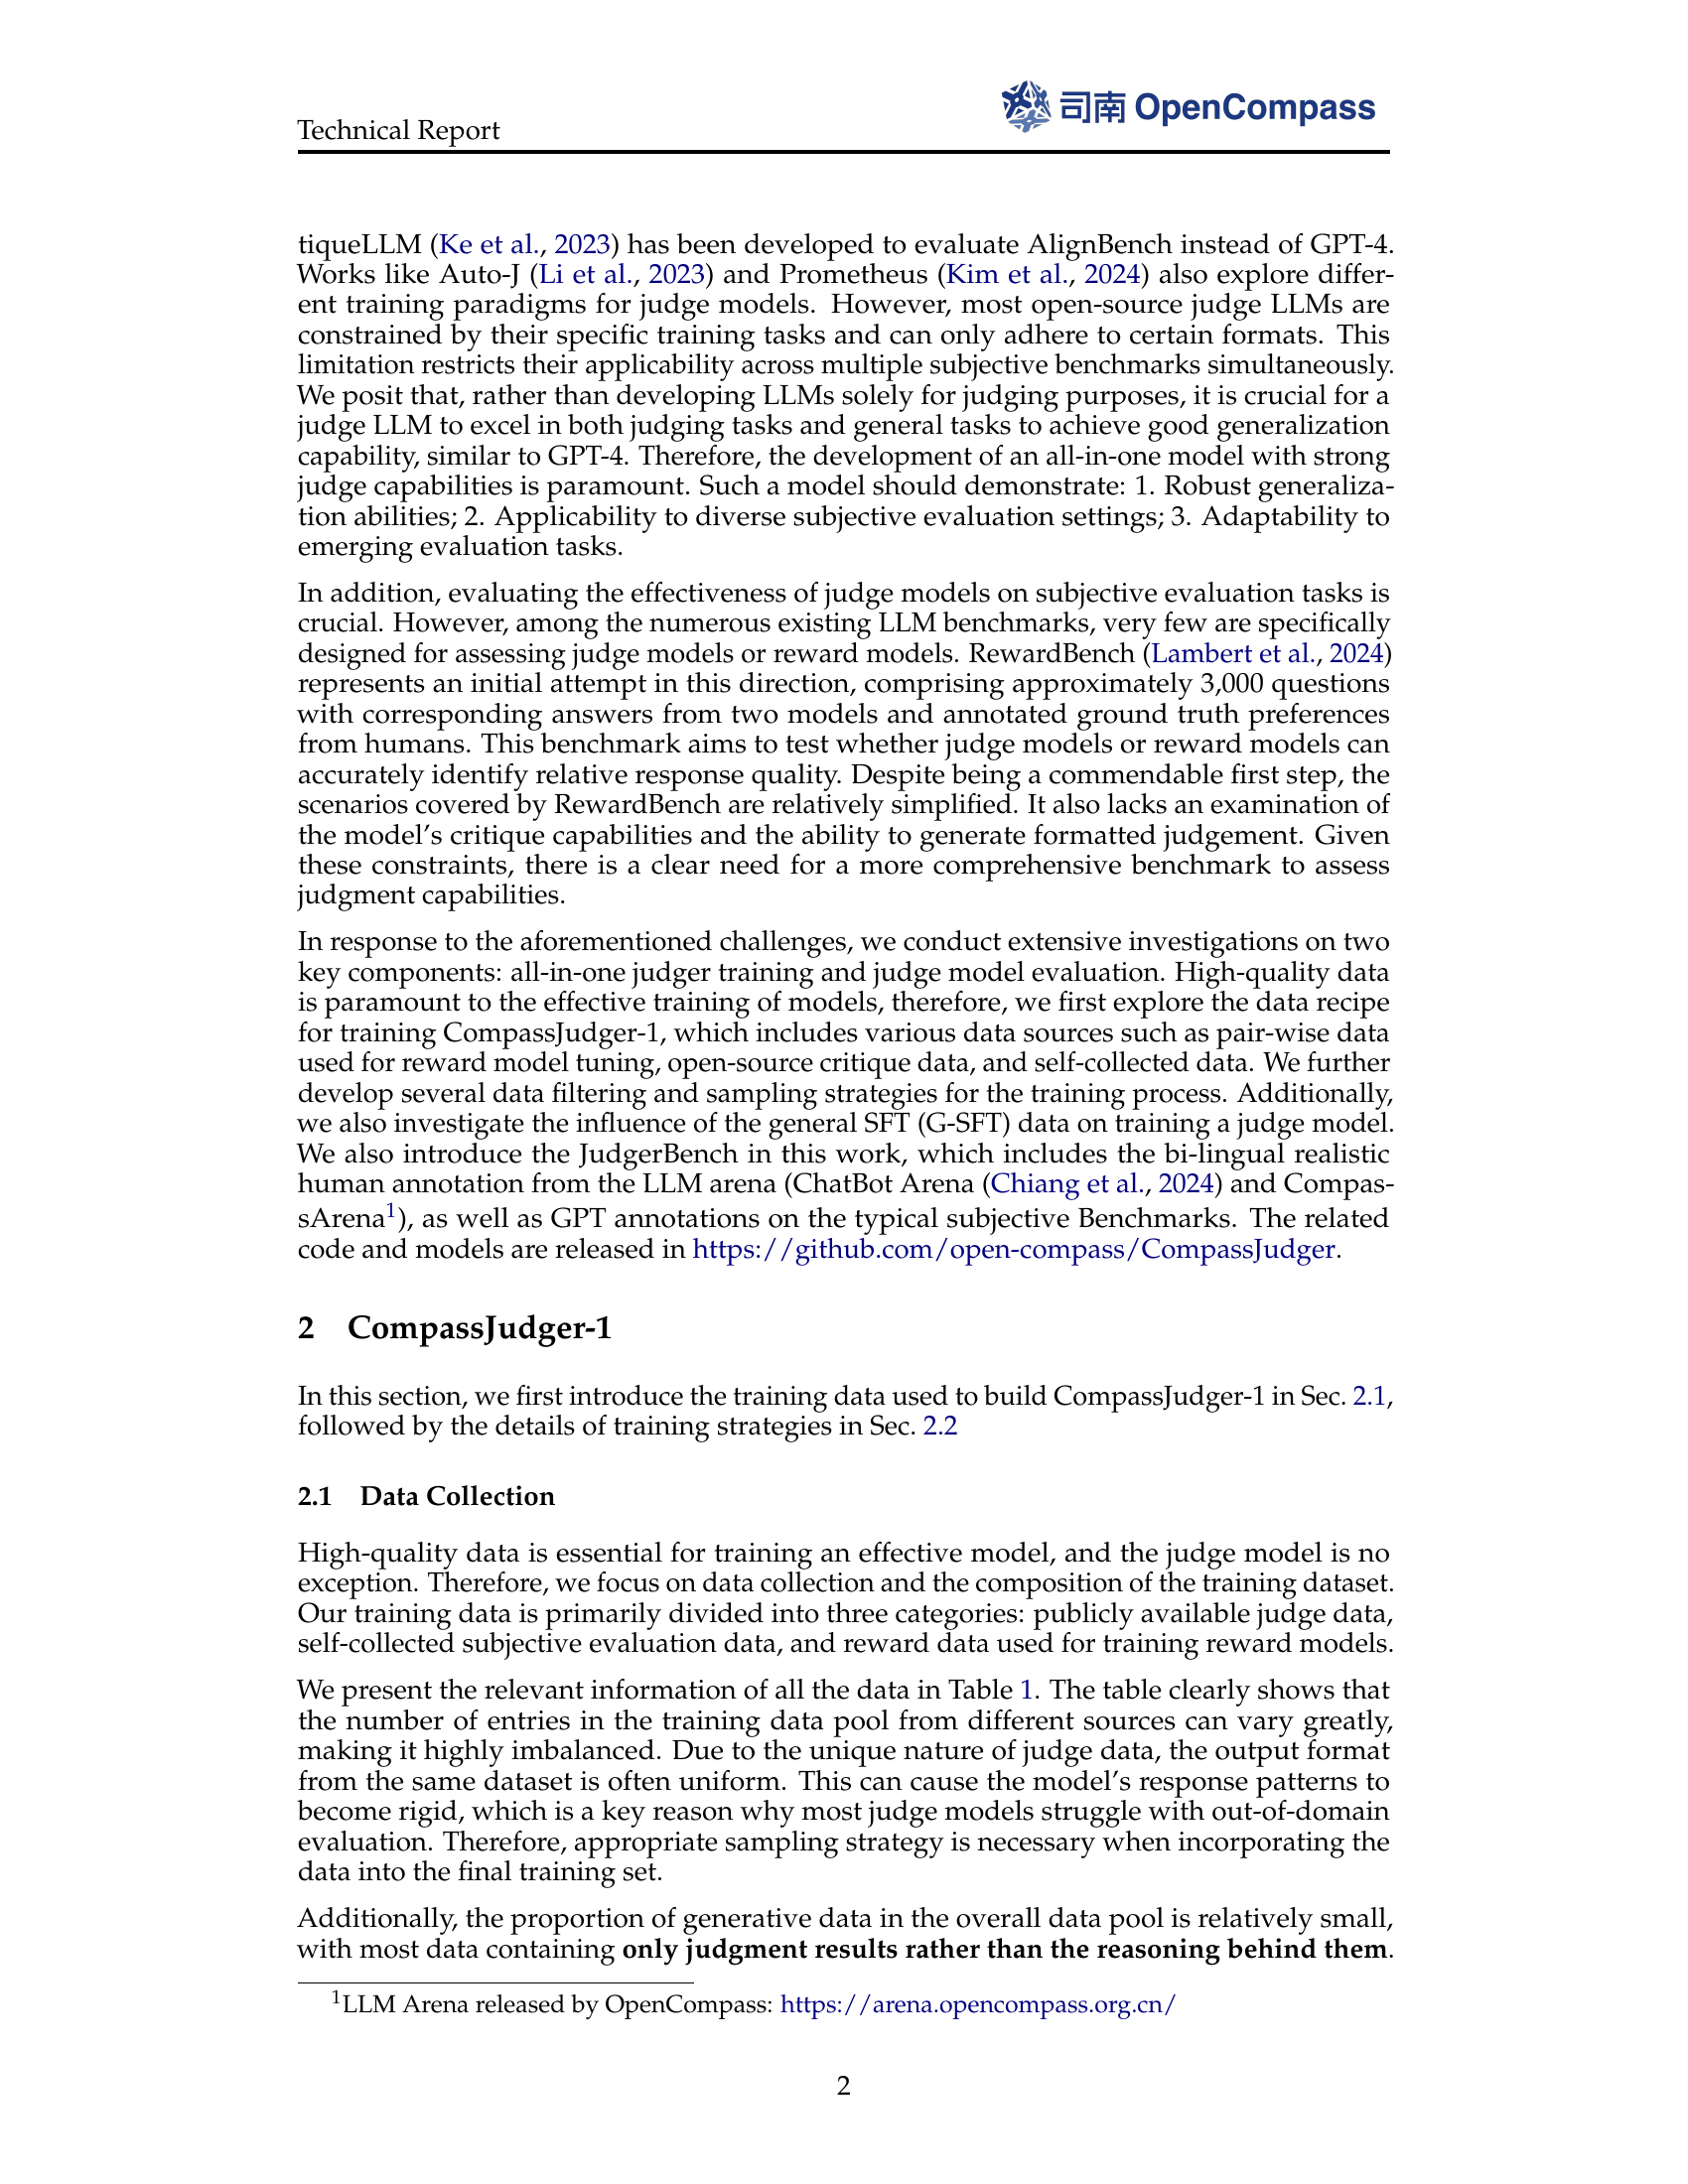 Technical Report
司南 OpenCompass
tiqueLLM (Ke et al., 2023) has been developed to evaluate AlignBench instead of GPT-4.
Works like Auto-J (Li et al., 2023) and Prometheus (Kim et al., 2024) also explore differ-
ent training paradigms for judge models. However, most open-source judge LLMs are
constrained by their specific training tasks and can only adhere to certain formats. This
limitation restricts their applicability across multiple subjective benchmarks simultaneously.
We posit that, rather than developing LLMs solely for judging purposes, it is crucial for a
judge LLM to excel in both judging tasks and general tasks to achieve good generalization
capability, similar to GPT-4. Therefore, the development of an all-in-one model with strong
judge capabilities is paramount. Such a model should demonstrate: 1. Robust generaliza-
tion abilities; 2. Applicability to diverse subjective evaluation settings; 3. Adaptability to
emerging evaluation tasks.
In addition, evaluating the effectiveness of judge models on subjective evaluation tasks is
crucial. However, among the numerous existing LLM benchmarks, very few are specifically
designed for assessing judge models or reward models. RewardBench (Lambert et al., 2024)
represents an initial attempt in this direction, comprising approximately 3,000 questions
with corresponding answers from two models and annotated ground truth preferences
from humans. This benchmark aims to test whether judge models or reward models can
accurately identify relative response quality. Despite being a commendable first step, the
scenarios covered by RewardBench are relatively simplified. It also lacks an examination of
the model's critique capabilities and the ability to generate formatted judgement. Given
these constraints, there is a clear need for a more comprehensive benchmark to assess
judgment capabilities.
In response to the aforementioned challenges, we conduct extensive investigations on two
key components: all-in-one judger training and judge model evaluation. High-quality data
is paramount to the effective training of models, therefore, we first explore the data recipe
for training CompassJudger-1, which includes various data sources such as pair-wise data
used for reward model tuning, open-source critique data, and self-collected data. We further
develop several data filtering and sampling strategies for the training process. Additionally,
we also investigate the influence of the general SFT (G-SFT) data on training a judge model.
We also introduce the JudgerBench in this work, which includes the bi-lingual realistic
human annotation from the LLM arena (ChatBot Arena (Chiang et al., 2024) and Compas-
sArena1), as well as GPT annotations on the typical subjective Benchmarks. The related
code and models are released in https://github.com/open-compass/CompassJudger.
2 CompassJudger-1
In this section, we first introduce the training data used to build CompassJudger-1 in Sec. 2.1,
followed by the details of training strategies in Sec. 2.2
2.1 Data Collection
High-quality data is essential for training an effective model, and the judge model is no
exception. Therefore, we focus on data collection and the composition of the training dataset.
Our training data is primarily divided into three categories: publicly available judge data,
self-collected subjective evaluation data, and reward data used for training reward models.
We present the relevant information of all the data in Table 1. The table clearly shows that
the number of entries in the training data pool from different sources can vary greatly,
making it highly imbalanced. Due to the unique nature of judge data, the output format
from the same dataset is often uniform. This can cause the model's response patterns to
become rigid, which is a key reason why most judge models struggle with out-of-domain
evaluation. Therefore, appropriate sampling strategy is necessary when incorporating the
data into the final training set.
Additionally, the proportion of generative data in the overall data pool is relatively small,
with most data containing only judgment results rather than the reasoning behind them.
1LLM Arena released by OpenCompass: https://arena.opencompass.org.cn/
2